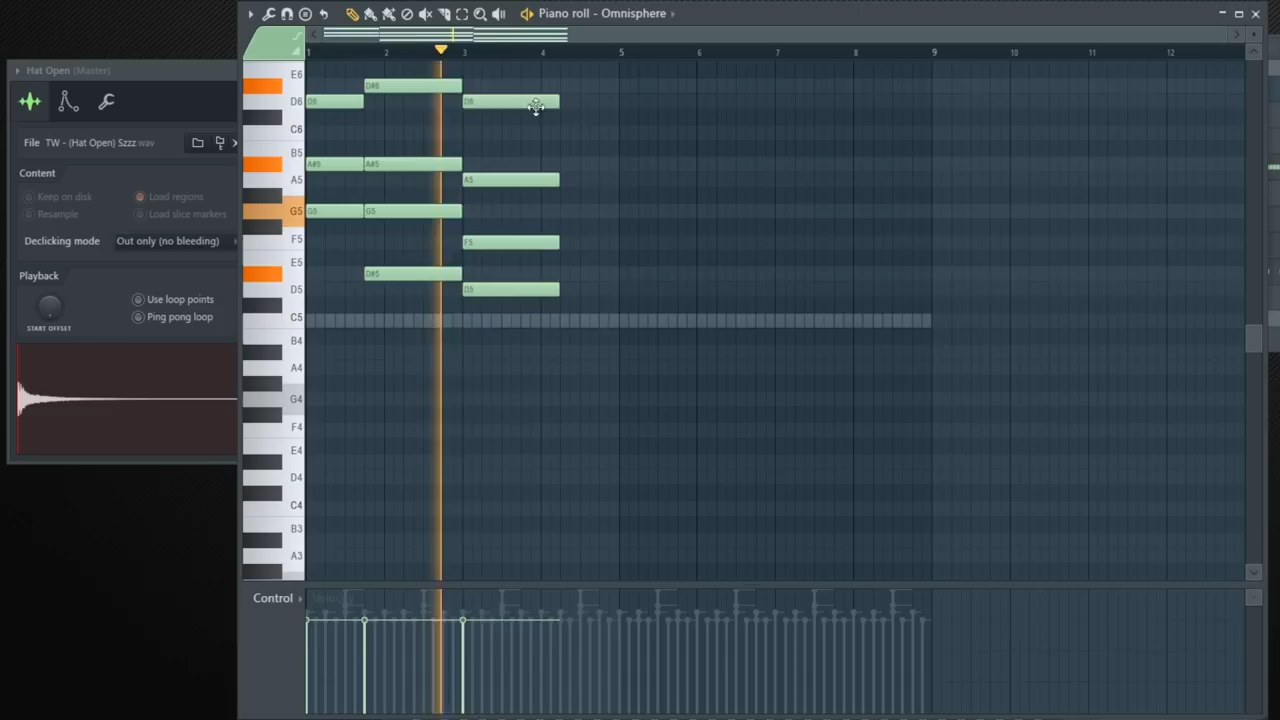 Piano roll - Omnisphere
1 2 3 4 5 6 7 8 9 10 11 12
Hat Open (Master)
File TW - (Hat Open) Szzz.wav
Content
Keep on disk Load regions
Resample Load slice markers
Declicking mode Out only (no bleeding)
Playback
Use loop points
Ping pong loop
START OFFSET
E6
D#6
D6 D6 D6
C6
B5
A#5 A#5
A5 A5
G5 G5 G5
F5 F5
E5
D#5
D5 D5
C5
B4
A4
G4
F4
E4
D4
C4
B3
A3
Control Velocity